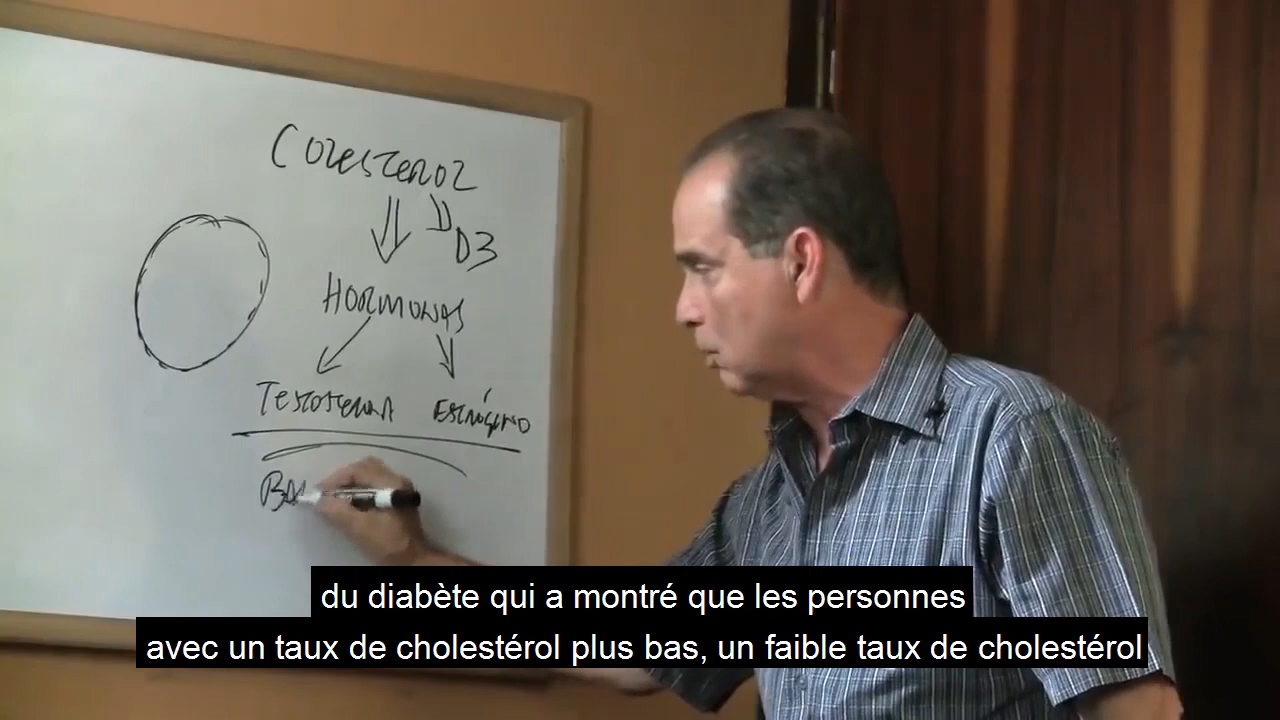 COLESTEROL
D3
HORMONAS
TESTOSTERONA ESTRÓGENO
BA
du diabète qui a montré que les personnes
avec un taux de cholestérol plus bas, un faible taux de cholestérol